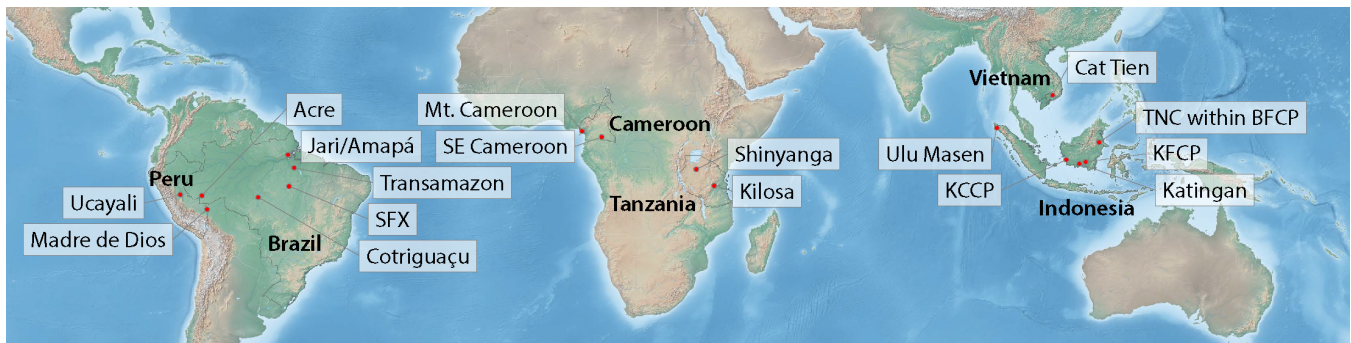 Acre
Jari/Amapá
Peru
Transamazon
Ucayali
SFX
Madre de Dios
Brazil
Cotriguaçu
Mt. Cameroon
Cameroon
SE Cameroon
Shinyanga
Tanzania
Kilosa
Vietnam
Cat Tien
TNC within BFCP
Ulu Masen
KFCP
KCCP
Katingan
Indonesia